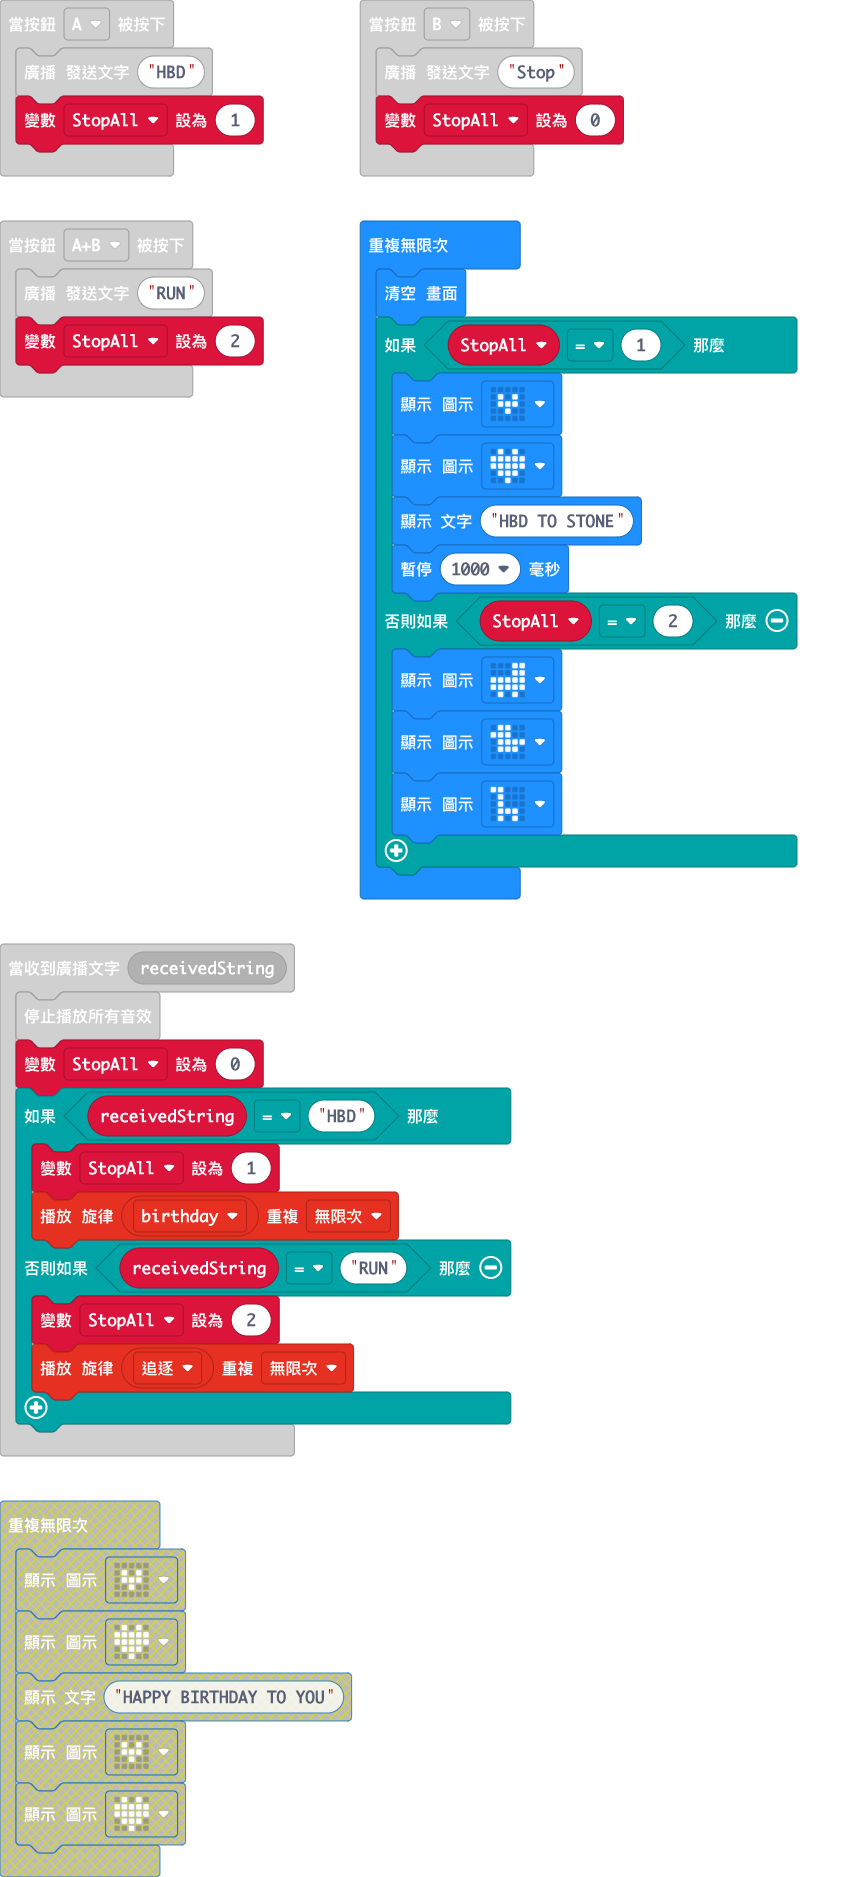 當按鈕 A 被按下
廣播 發送文字 "HBD"
變數 StopAll 設為 1
當按鈕 B 被按下
廣播 發送文字 "Stop"
變數 StopAll 設為 0
當按鈕 A+B 被按下
廣播 發送文字 "RUN"
變數 StopAll 設為 2
重複無限次
清空 畫面
如果 StopAll = 1 那麼
顯示 圖示
顯示 圖示
顯示 文字 "HBD TO STONE"
暫停 1000 毫秒
否則如果 StopAll = 2 那麼
顯示 圖示
顯示 圖示
顯示 圖示
當收到廣播文字 receivedString
停止播放所有音效
變數 StopAll 設為 0
如果 receivedString = "HBD" 那麼
變數 StopAll 設為 1
播放 旋律 birthday 重複 無限次
否則如果 receivedString = "RUN" 那麼
變數 StopAll 設為 2
播放 旋律 追逐 重複 無限次
重複無限次
顯示 圖示
顯示 圖示
顯示 文字 "HAPPY BIRTHDAY TO YOU"
顯示 圖示
顯示 圖示